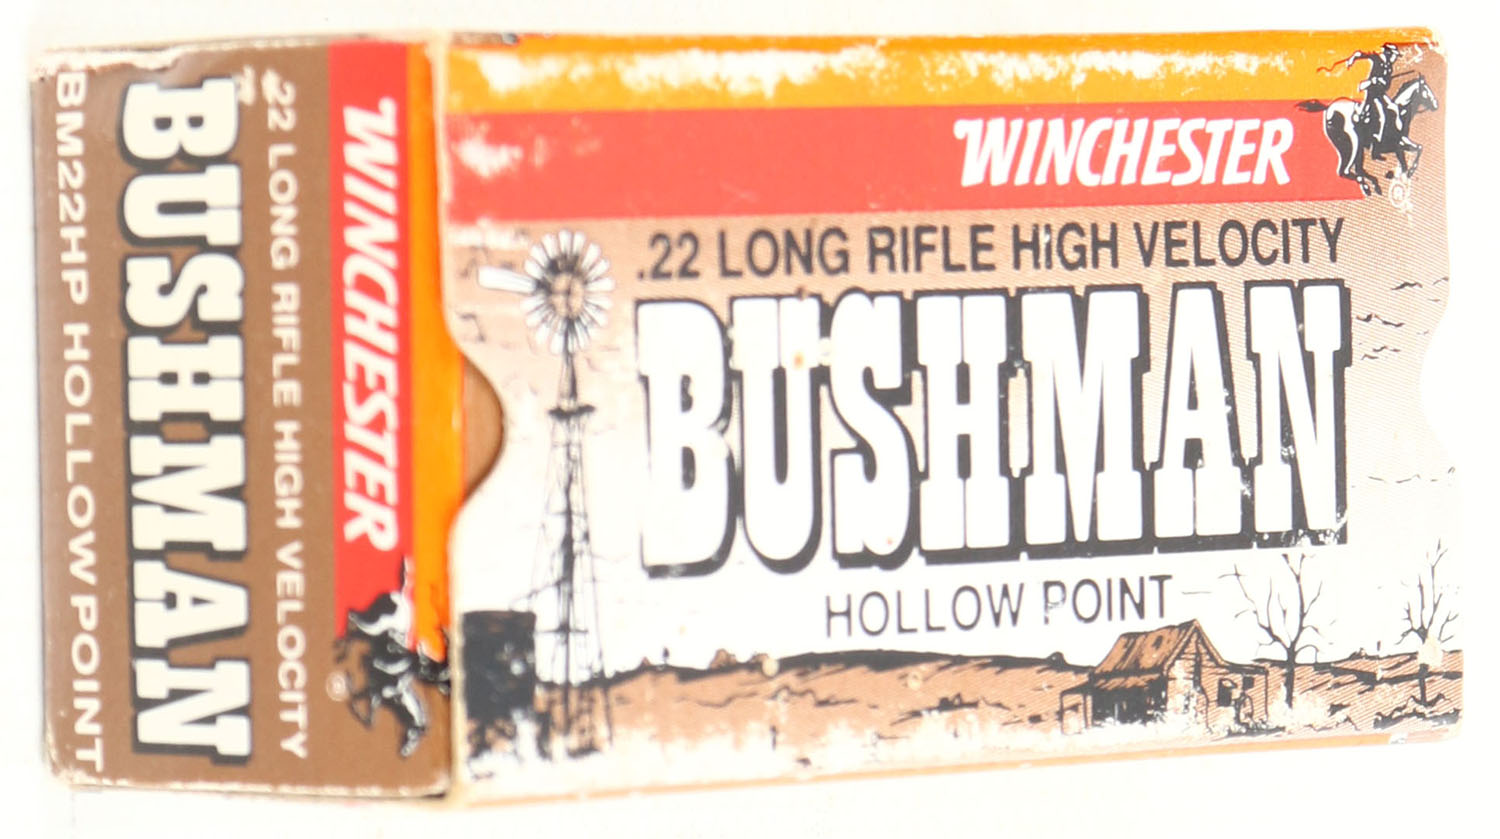 WINCHESTER
.22 LONG RIFLE HIGH VELOCITY
BUSHMAN
HOLLOW POINT
WINCHESTER
.22 LONG RIFLE HIGH VELOCITY
BUSHMAN
BM22HP HOLLOW POINT